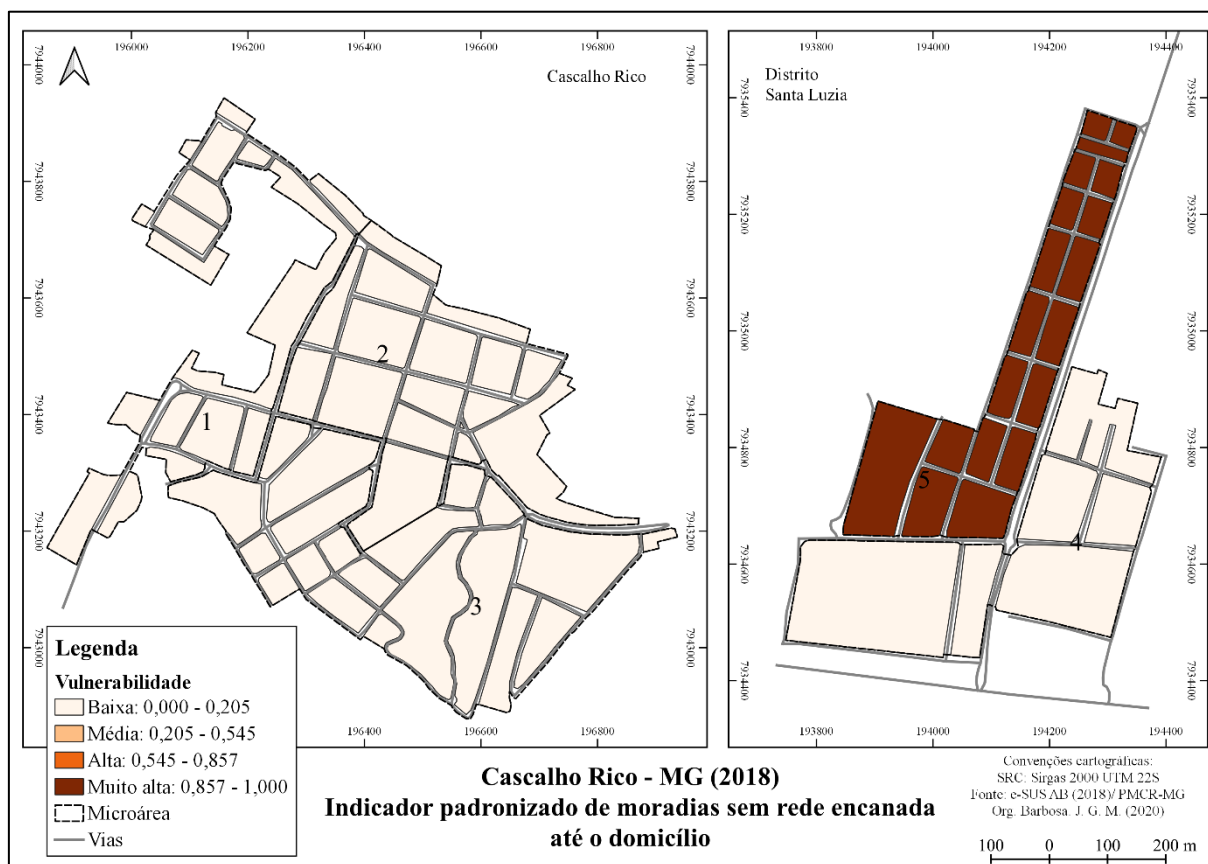 196000 196200 196400 196600 196800
7944000
7943800
7943600
7943400
7943200
7943000
Cascalho Rico
1
2
3
7944000
7943800
7943600
7943400
7943200
7943000
196400 196600 196800
193800 194000 194200 194400
7935400
7935200
7935000
7934800
7934600
7934400
Distrito
Santa Luzia
5
4
7935400
7935200
7935000
7934800
7934600
7934400
193800 194000 194200 194400
Legenda
Vulnerabilidade
Baixa: 0,000 - 0,205
Média: 0,205 - 0,545
Alta: 0,545 - 0,857
Muito alta: 0,857 - 1,000
Microárea
Vias
Cascalho Rico - MG (2018)
Indicador padronizado de moradias sem rede encanada
até o domicílio
Convenções cartográficas:
SRC: Sirgas 2000 UTM 22S
Fonte: e-SUS AB (2018)/ PMCR-MG
Org. Barbosa. J. G. M. (2020)
100 0 100 200 m